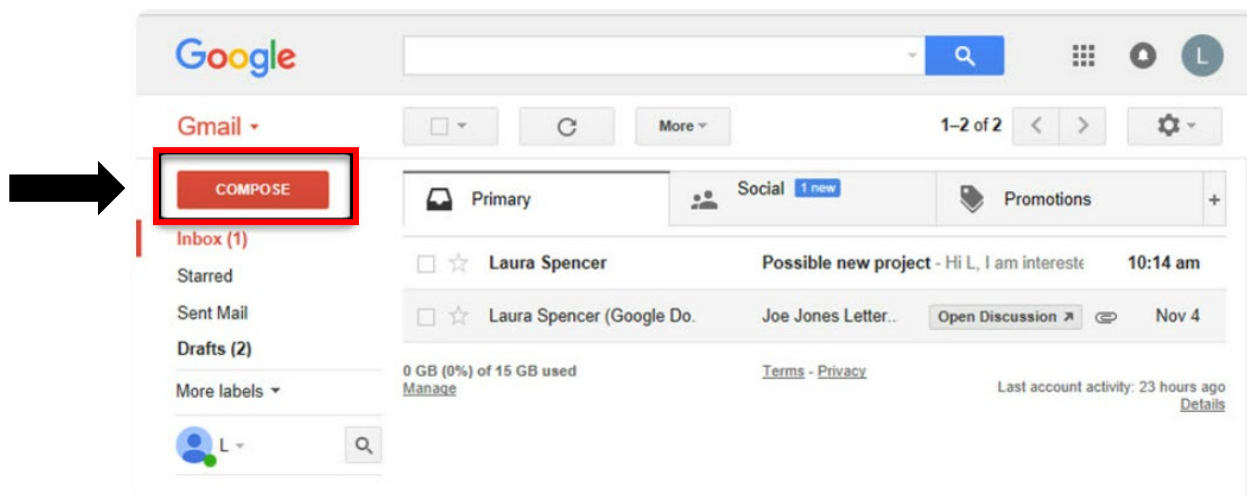 Google
L
Gmail
More
1–2 of 2
COMPOSE
Primary
Social 1 new
Promotions
+
Inbox (1)
Starred
Sent Mail
Drafts (2)
More labels
L
Laura Spencer Possible new project - Hi L, I am intereste 10:14 am
Laura Spencer (Google Do. Joe Jones Letter.. Open Discussion Nov 4
0 GB (0%) of 15 GB used
Manage
Terms - Privacy
Last account activity: 23 hours ago
Details